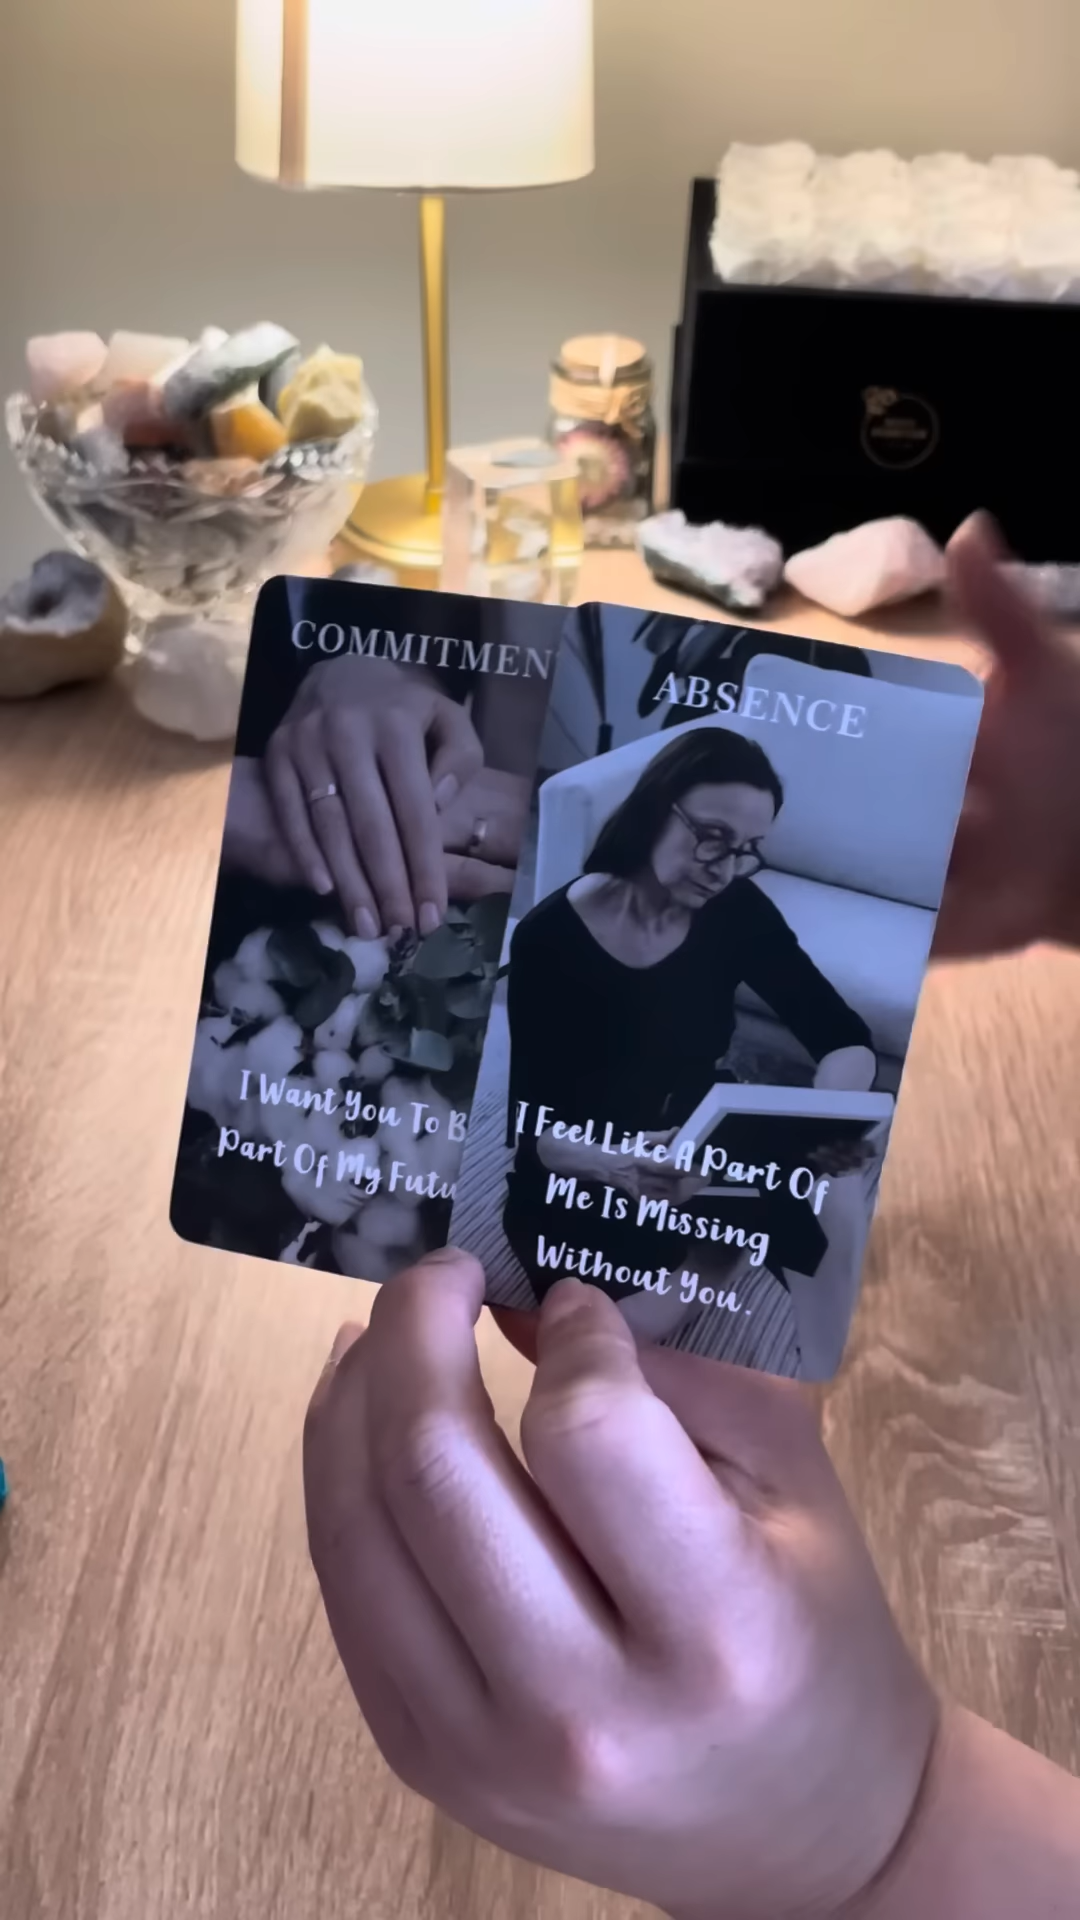 COMMITMEN
I Want You To B
Part Of My Futu
ABSENCE
I Feel Like A Part Of
Me Is Missing
Without You.